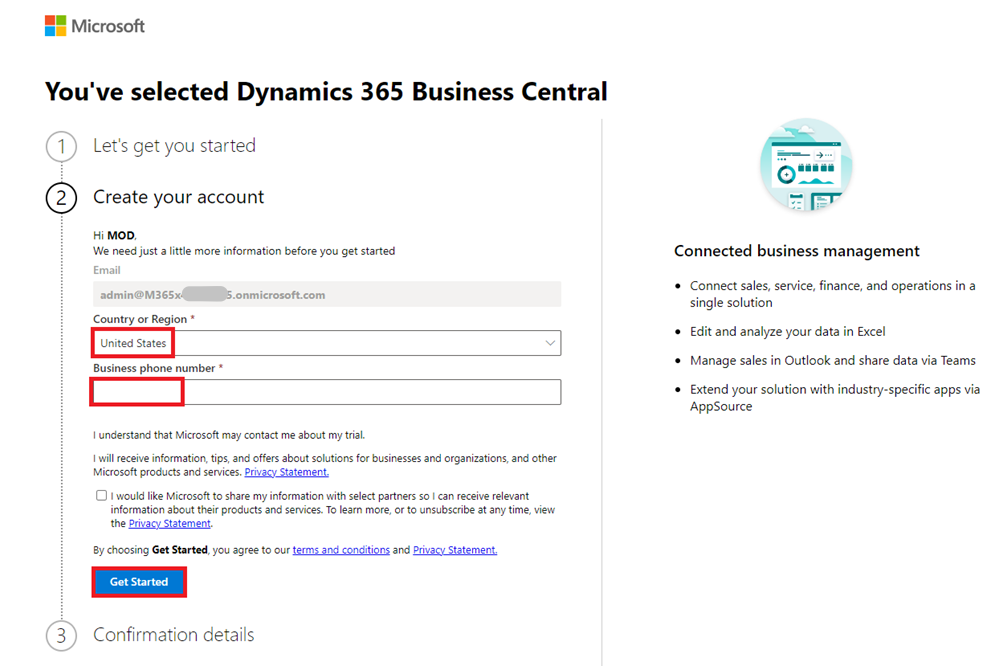 Microsoft
You've selected Dynamics 365 Business Central
1 Let's get you started
2 Create your account
Hi MOD,
We need just a little more information before you get started
Email
admin@M365x 5.onmicrosoft.com
Country or Region *
United States
Business phone number *
I understand that Microsoft may contact me about my trial.
I will receive information, tips, and offers about solutions for businesses and organizations, and other
Microsoft products and services. Privacy Statement.
I would like Microsoft to share my information with select partners so I can receive relevant
information about their products and services. To learn more, or to unsubscribe at any time, view
the Privacy Statement.
By choosing Get Started, you agree to our terms and conditions and Privacy Statement.
Get Started
3 Confirmation details
Connected business management
• Connect sales, service, finance, and operations in a
single solution
• Edit and analyze your data in Excel
• Manage sales in Outlook and share data via Teams
• Extend your solution with industry-specific apps via
AppSource